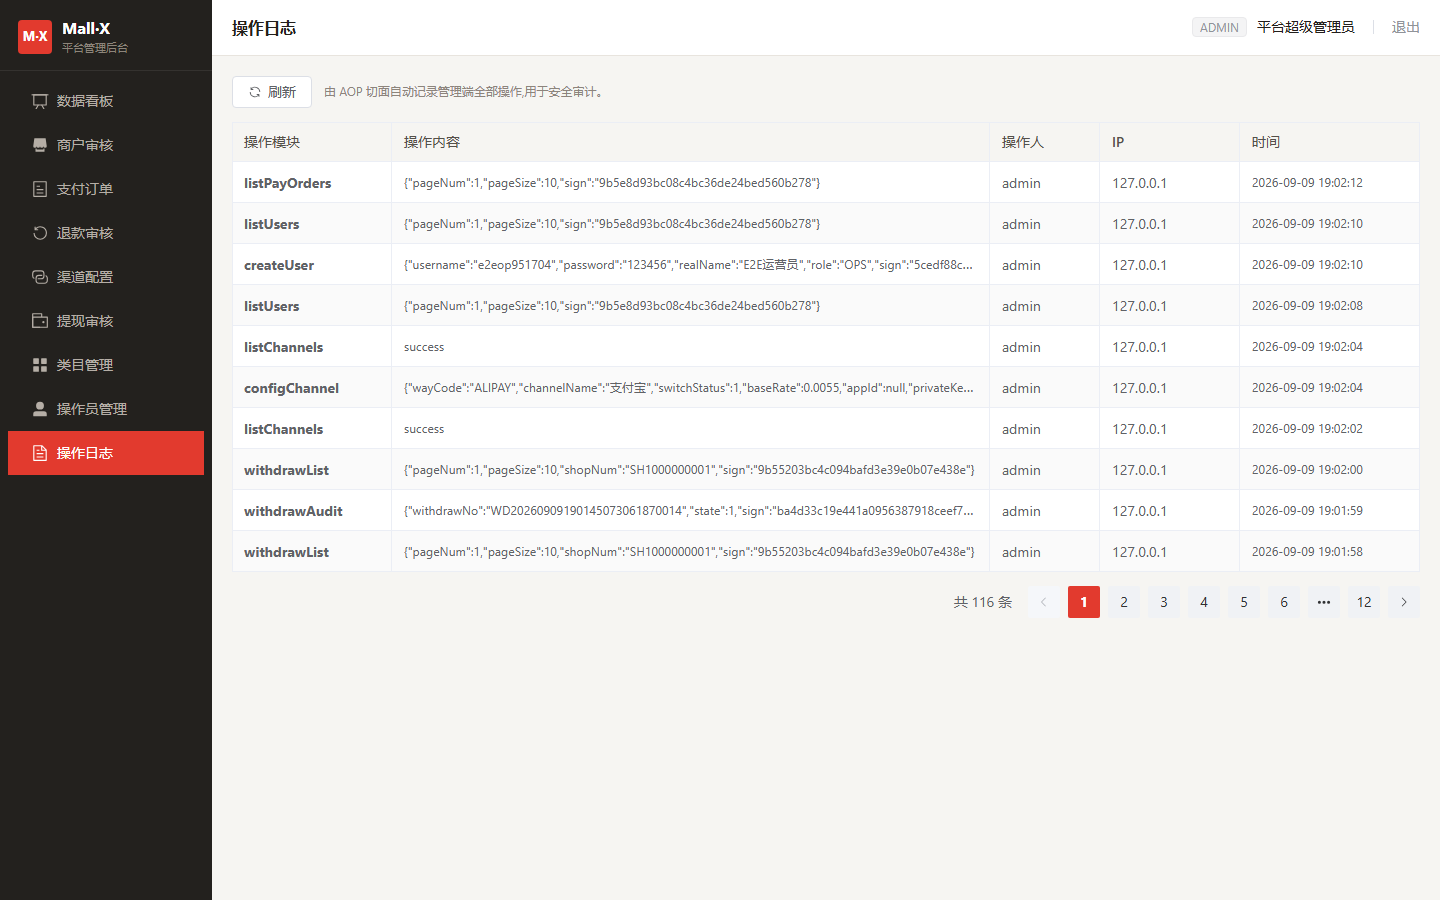 M·X
Mall·X
平台管理后台
数据看板
商户审核
支付订单
退款审核
渠道配置
提现审核
类目管理
操作员管理
操作日志
操作日志
ADMIN 平台超级管理员 退出
刷新 由 AOP 切面自动记录管理端全部操作,用于安全审计。
操作模块 操作内容 操作人 IP 时间
listPayOrders {"pageNum":1,"pageSize":10,"sign":"9b5e8d93bc08c4bc36de24bed560b278"} admin 127.0.0.1 2026-09-09 19:02:12
listUsers {"pageNum":1,"pageSize":10,"sign":"9b5e8d93bc08c4bc36de24bed560b278"} admin 127.0.0.1 2026-09-09 19:02:10
createUser {"username":"e2eop951704","password":"123456","realName":"E2E运营员","role":"OPS","sign":"5cedf88c... admin 127.0.0.1 2026-09-09 19:02:10
listUsers {"pageNum":1,"pageSize":10,"sign":"9b5e8d93bc08c4bc36de24bed560b278"} admin 127.0.0.1 2026-09-09 19:02:08
listChannels success admin 127.0.0.1 2026-09-09 19:02:04
configChannel {"wayCode":"ALIPAY","channelName":"支付宝","switchStatus":1,"baseRate":0.0055,"appId":null,"privateKe... admin 127.0.0.1 2026-09-09 19:02:04
listChannels success admin 127.0.0.1 2026-09-09 19:02:02
withdrawList {"pageNum":1,"pageSize":10,"shopNum":"SH1000000001","sign":"9b55203bc4c094bafd3e39e0b07e438e"} admin 127.0.0.1 2026-09-09 19:02:00
withdrawAudit {"withdrawNo":"WD20260909190145073061870014","state":1,"sign":"ba4d33c19e441a0956387918ceef7... admin 127.0.0.1 2026-09-09 19:01:59
withdrawList {"pageNum":1,"pageSize":10,"shopNum":"SH1000000001","sign":"9b55203bc4c094bafd3e39e0b07e438e"} admin 127.0.0.1 2026-09-09 19:01:58
共 116 条 1 2 3 4 5 6 ••• 12